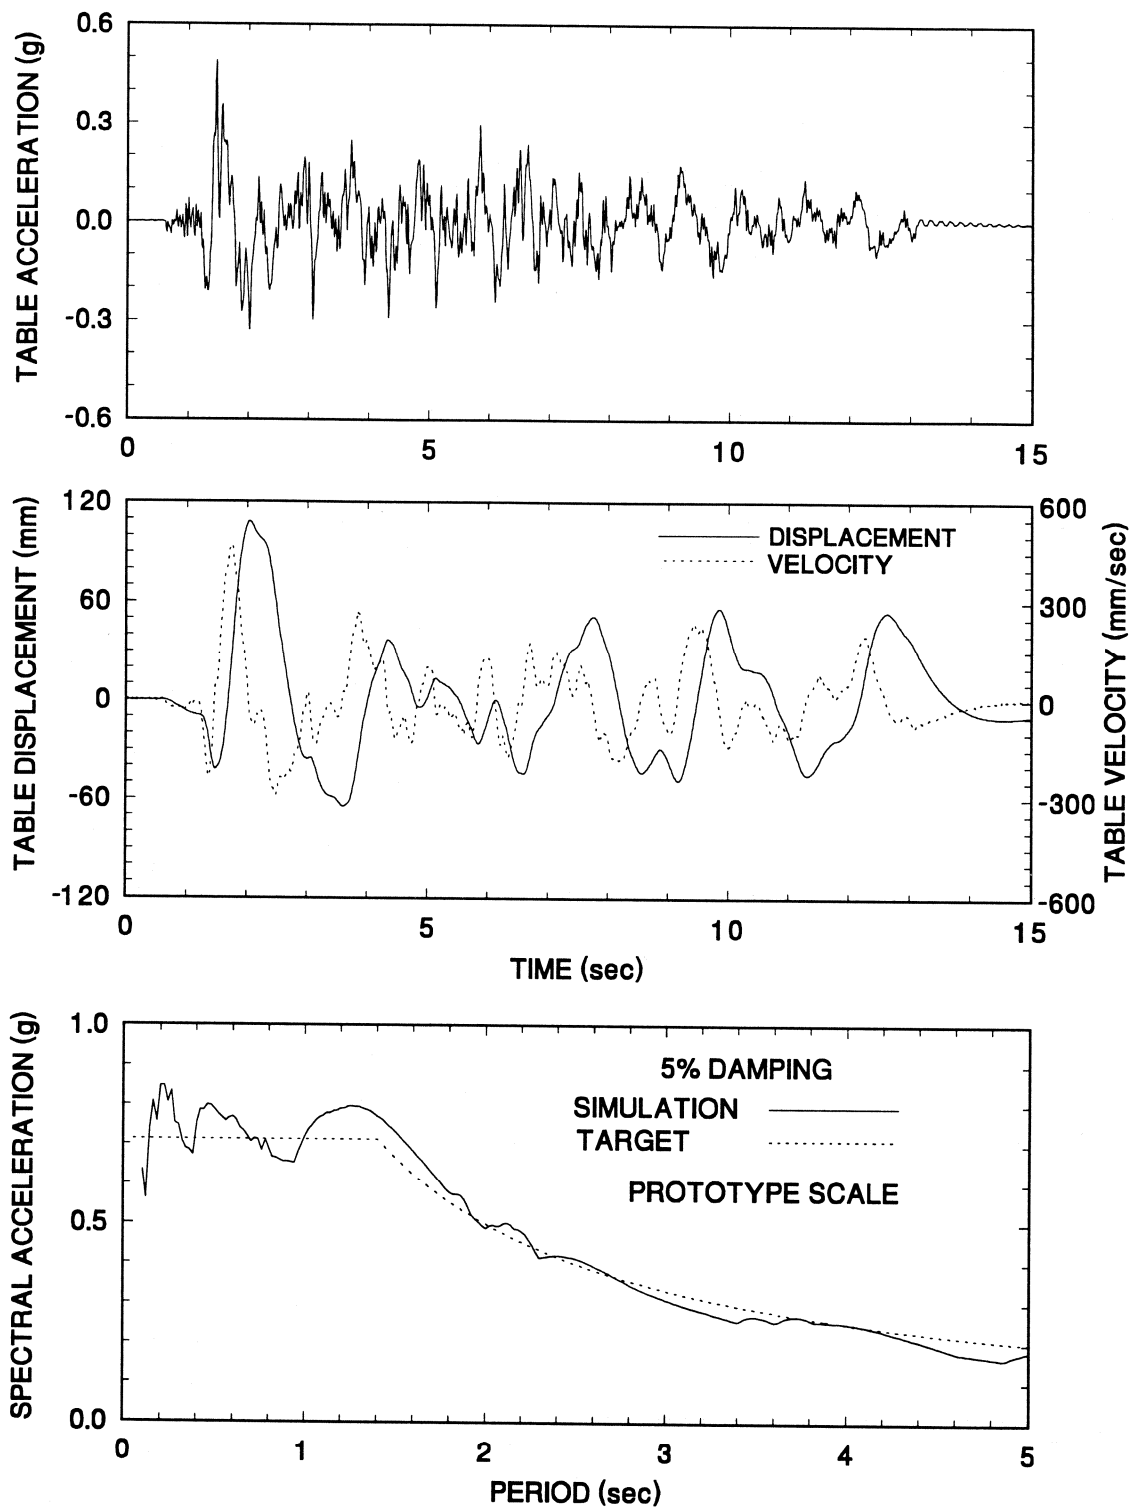 TABLE ACCELERATION (g)
0.6
0.3
0.0
-0.3
-0.6
0 5 10 15
TABLE DISPLACEMENT (mm)
120
60
0
-60
-120
DISPLACEMENT
VELOCITY
600
300
0
-300
-600
TABLE VELOCITY (mm/sec)
0 5 10 15
TIME (sec)
SPECTRAL ACCELERATION (g)
1.0
0.5
0.0
5% DAMPING
SIMULATION
TARGET
PROTOTYPE SCALE
0 1 2 3 4 5
PERIOD (sec)